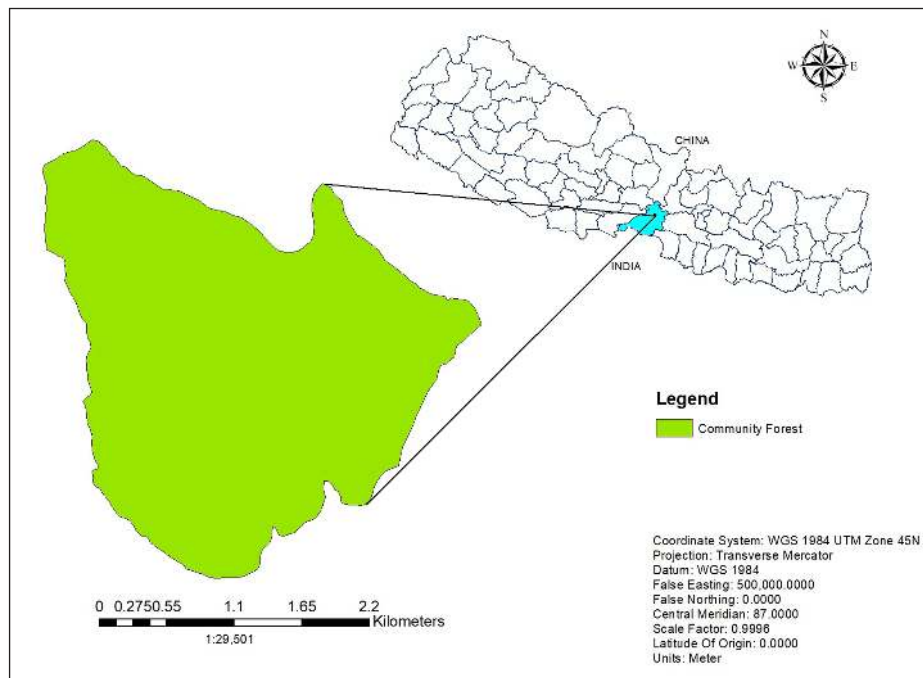 N
W E
S
CHINA
INDIA
Legend
Community Forest
0 0.2750.55 1.1 1.65 2.2
Kilometers
1:29,501
Coordinate System: WGS 1984 UTM Zone 45N
Projection: Transverse Mercator
Datum: WGS 1984
False Easting: 500,000.0000
False Northing: 0.0000
Central Meridian: 87.0000
Scale Factor: 0.9996
Latitude Of Origin: 0.0000
Units: Meter